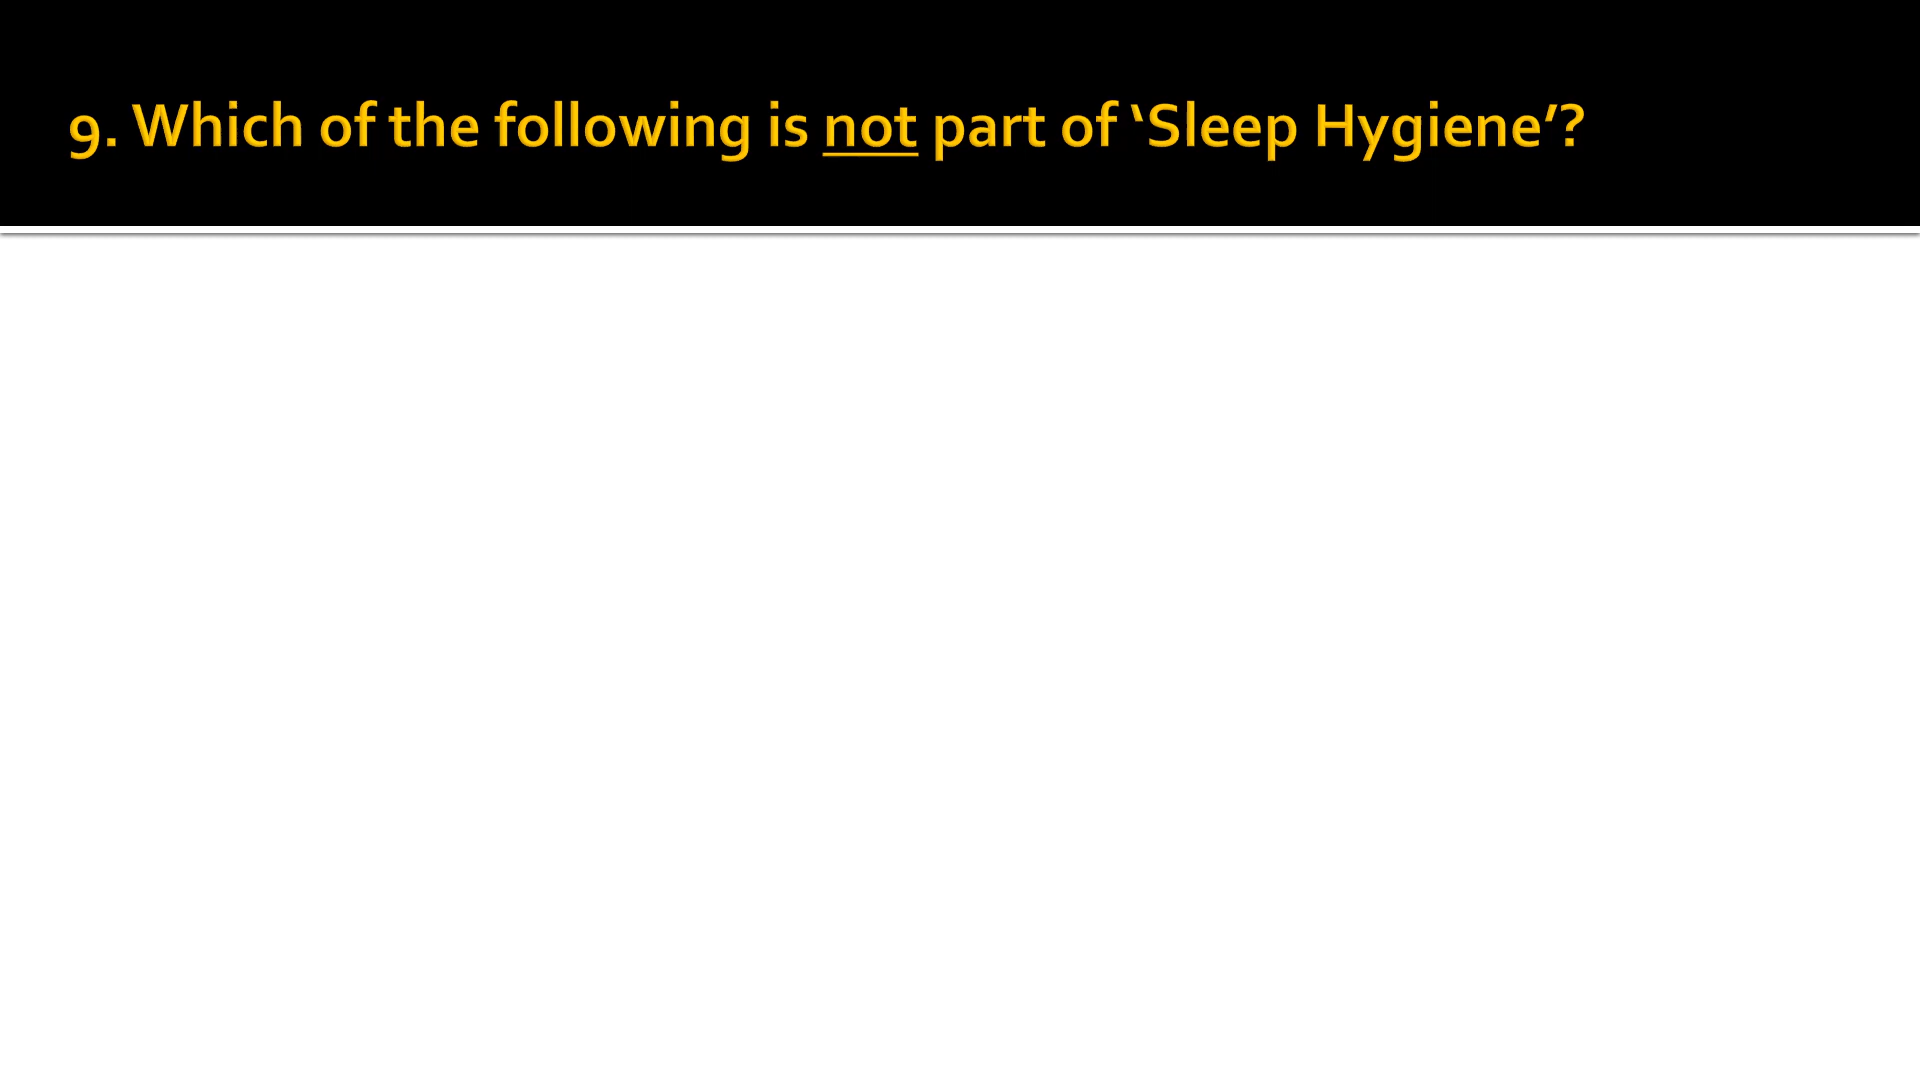 9. Which of the following is not part of ‘Sleep Hygiene’?